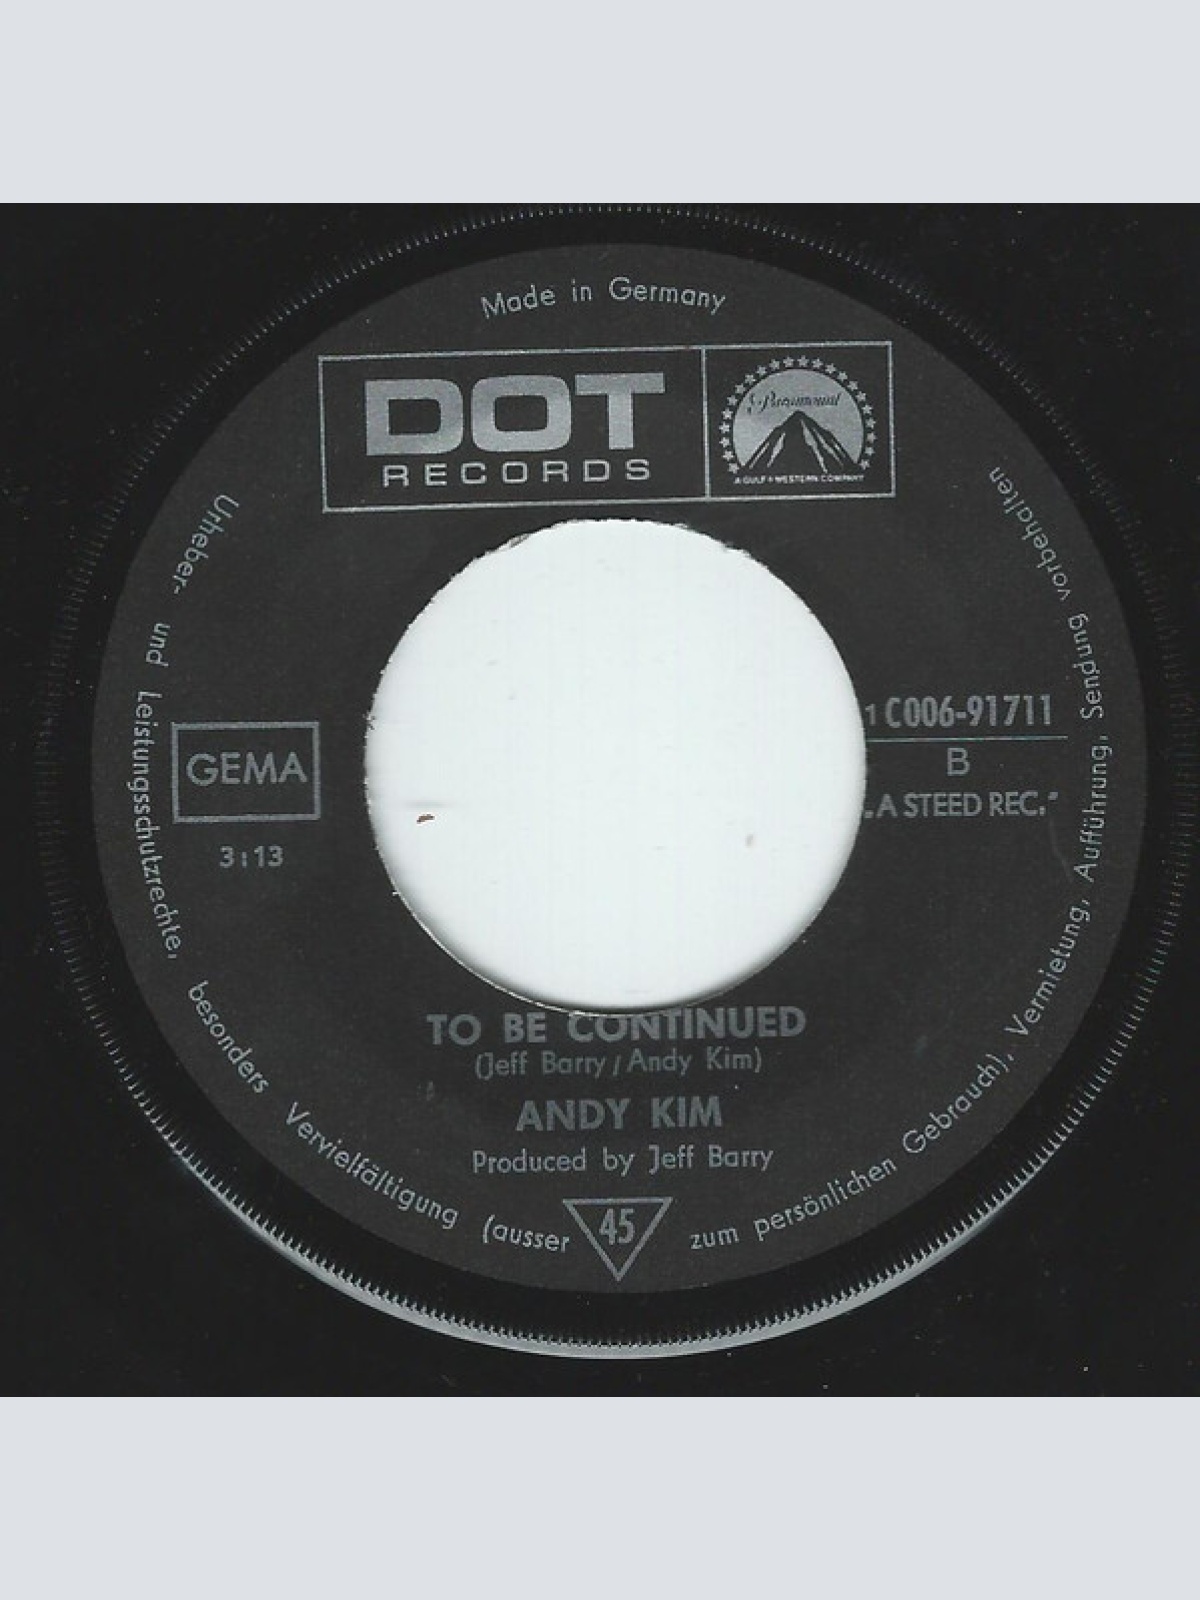 Made in Germany
DOT
RECORDS
Paramount
A GULF + WESTERN COMPANY
1 C006-91711
B
„A STEED REC."
GEMA
3:13
TO BE CONTINUED
(Jeff Barry / Andy Kim)
ANDY KIM
Produced by Jeff Barry
45
Urheber- und Leistungsschutzrechte, besonders Vervielfältigung (ausser zum persönlichen Gebrauch), Vermietung, Aufführung, Sendung vorbehalten